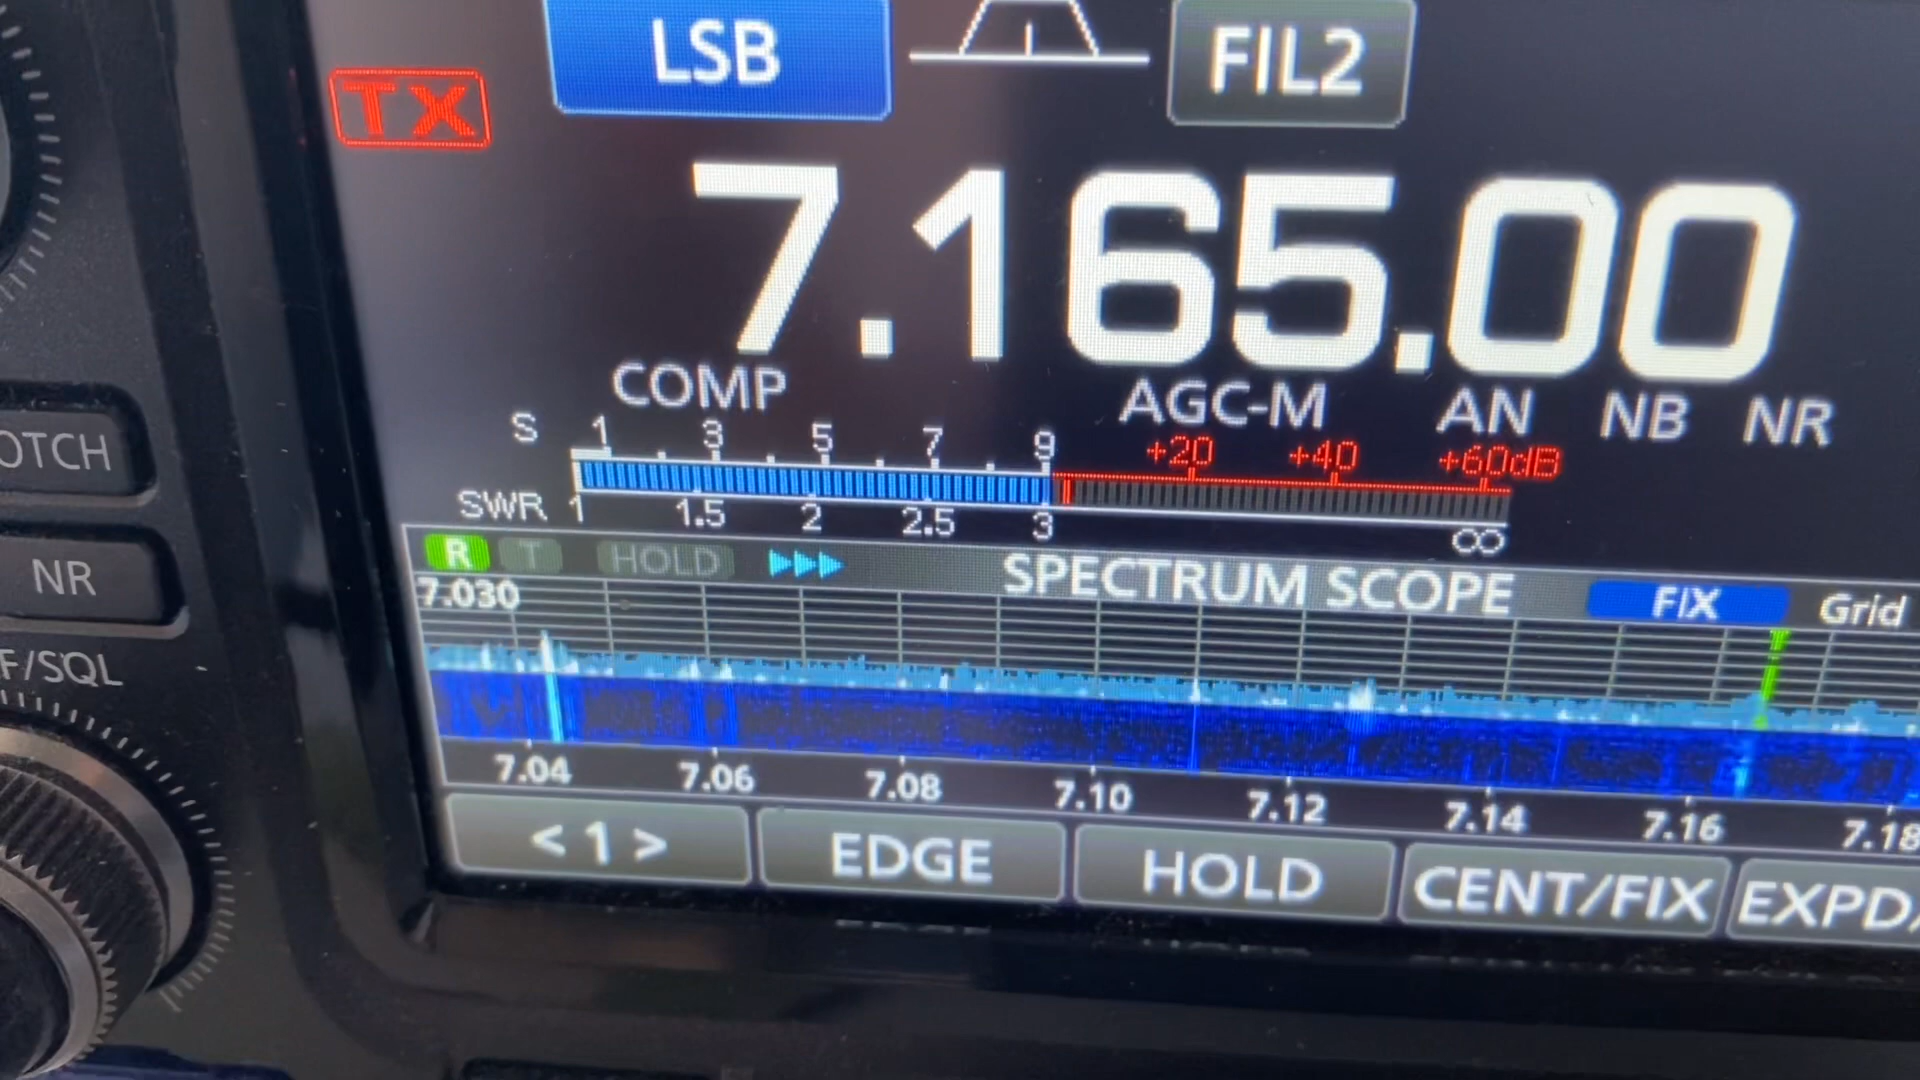 LSB FIL2
TX
7.165.00
COMP AGC-M AN NB NR
S 1 3 5 7 9 +20 +40 +60dB
SWR 1 1.5 2 2.5 3 ∞
R T HOLD SPECTRUM SCOPE FIX Grid
7.030
7.04 7.06 7.08 7.10 7.12 7.14 7.16 7.18
< 1 > EDGE HOLD CENT/FIX EXPD/
OTCH
NR
F/SQL